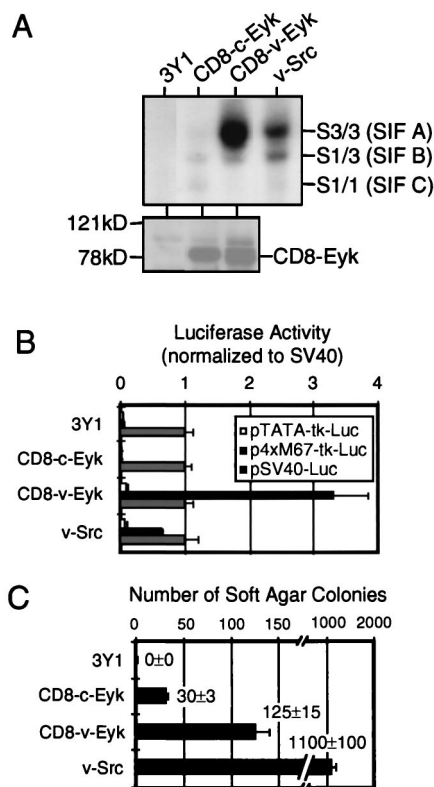 A
3Y1
CD8-c-Eyk
CD8-v-Eyk
v-Src
S3/3 (SIF A)
S1/3 (SIF B)
S1/1 (SIF C)
121kD
78kD
CD8-Eyk
B
Luciferase Activity
(normalized to SV40)
0 1 2 3 4
3Y1
CD8-c-Eyk
CD8-v-Eyk
v-Src
pTATA-tk-Luc
p4xM67-tk-Luc
pSV40-Luc
C
Number of Soft Agar Colonies
0 50 100 150 1000 2000
3Y1 0±0
CD8-c-Eyk 30±3
CD8-v-Eyk 125±15
v-Src 1100±100